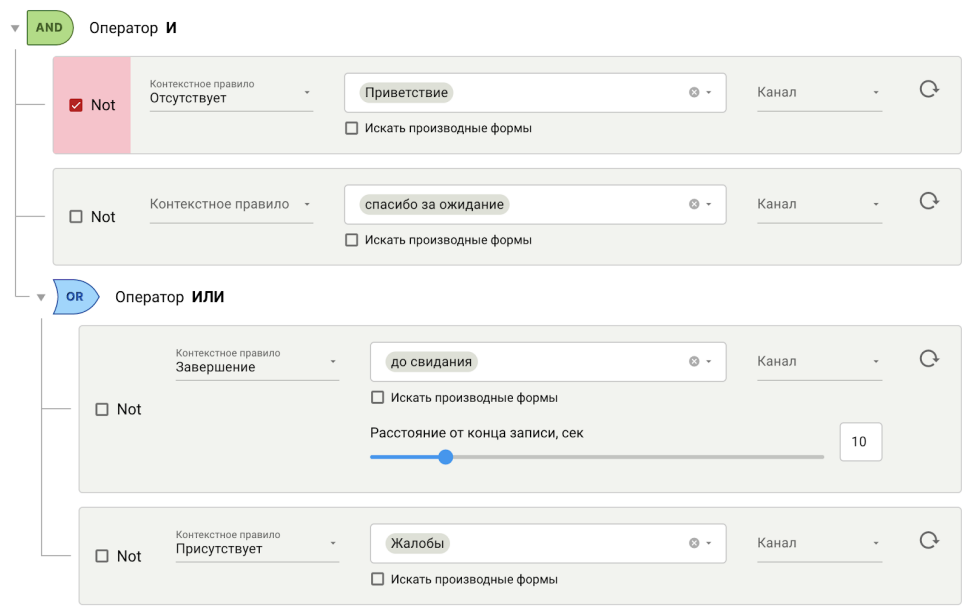 AND Оператор И
Контекстное правило
Not Отсутствует Приветствие Канал
Искать производные формы
Not Контекстное правило спасибо за ожидание Канал
Искать производные формы
OR Оператор ИЛИ
Контекстное правило
Завершение до свидания Канал
Искать производные формы
Not
Расстояние от конца записи, сек
10
Контекстное правило
Присутствует Жалобы Канал
Not
Искать производные формы